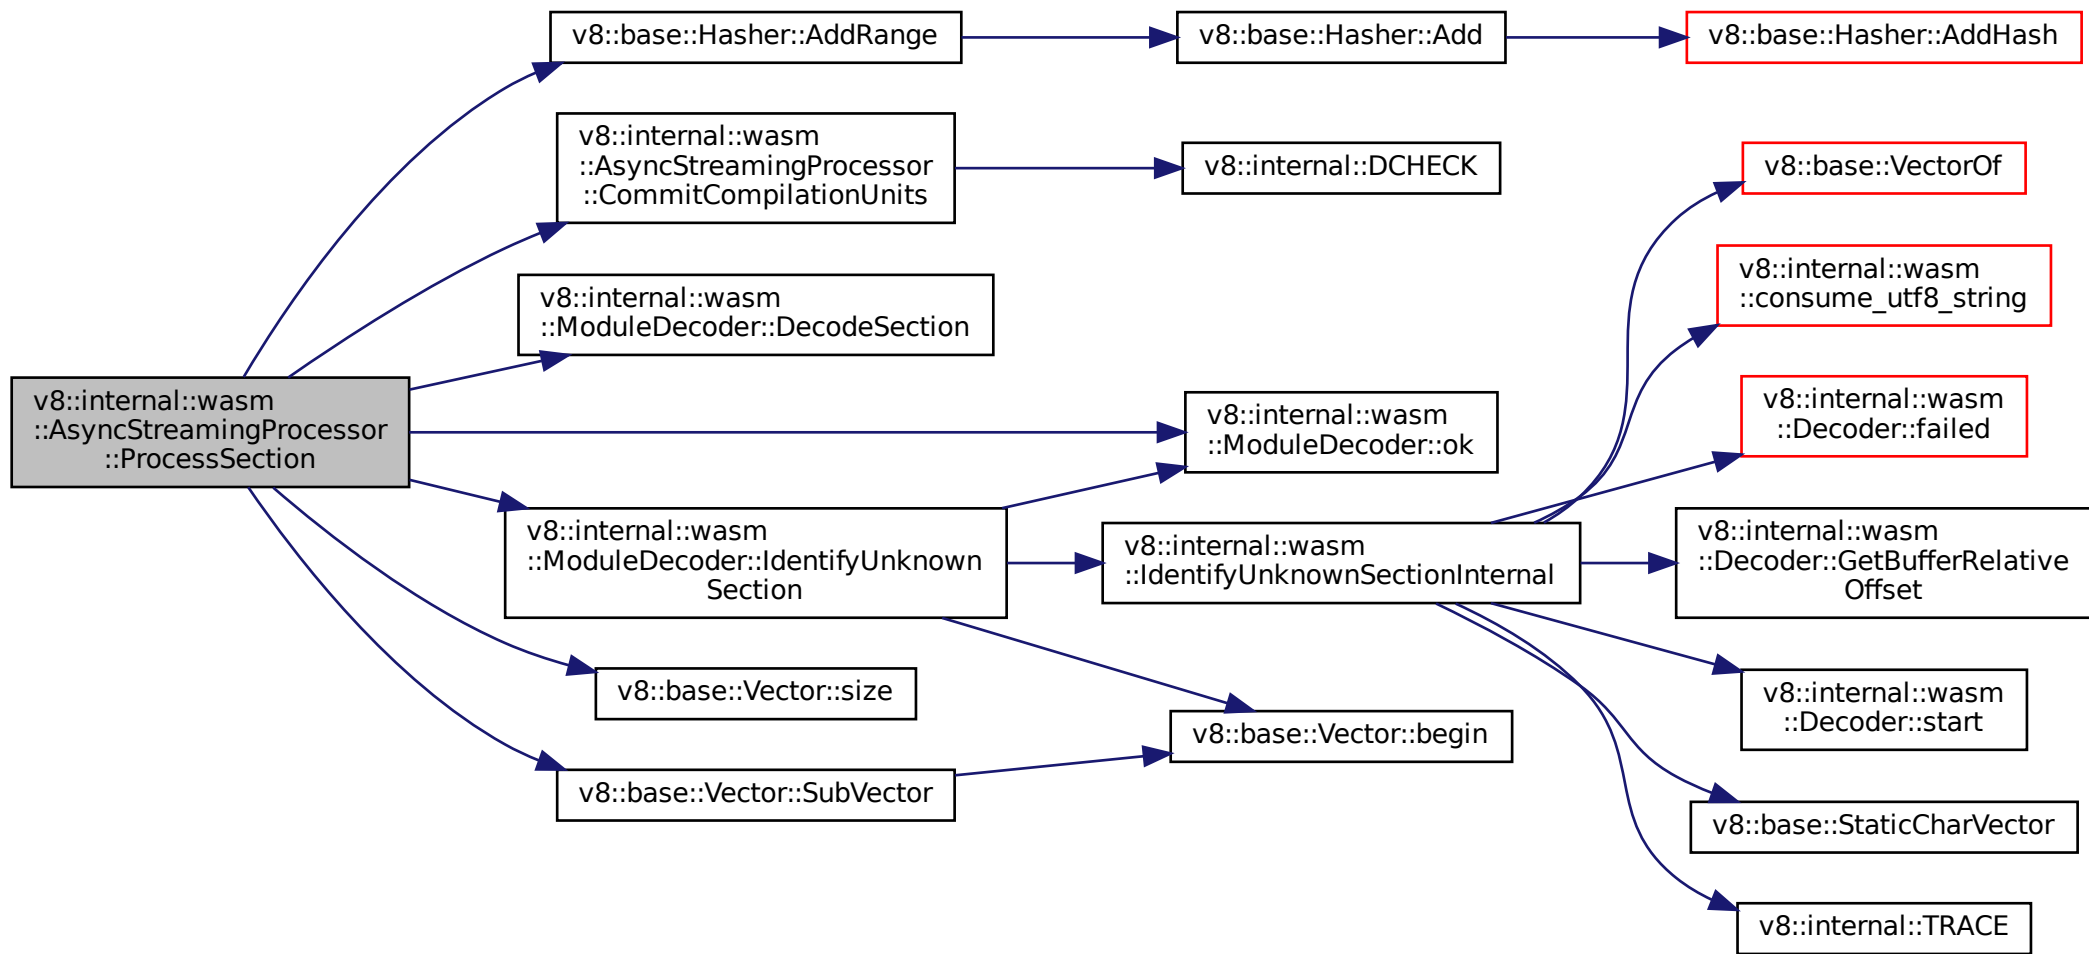 v8::internal::wasm
::AsyncStreamingProcessor
::ProcessSection
v8::base::Hasher::AddRange
v8::internal::wasm
::AsyncStreamingProcessor
::CommitCompilationUnits
v8::internal::wasm
::ModuleDecoder::DecodeSection
v8::internal::wasm
::ModuleDecoder::IdentifyUnknown
Section
v8::base::Vector::size
v8::base::Vector::SubVector
v8::base::Hasher::Add
v8::internal::DCHECK
v8::internal::wasm
::ModuleDecoder::ok
v8::internal::wasm
::IdentifyUnknownSectionInternal
v8::base::Vector::begin
v8::base::Hasher::AddHash
v8::base::VectorOf
v8::internal::wasm
::consume_utf8_string
v8::internal::wasm
::Decoder::failed
v8::internal::wasm
::Decoder::GetBufferRelative
Offset
v8::internal::wasm
::Decoder::start
v8::base::StaticCharVector
v8::internal::TRACE